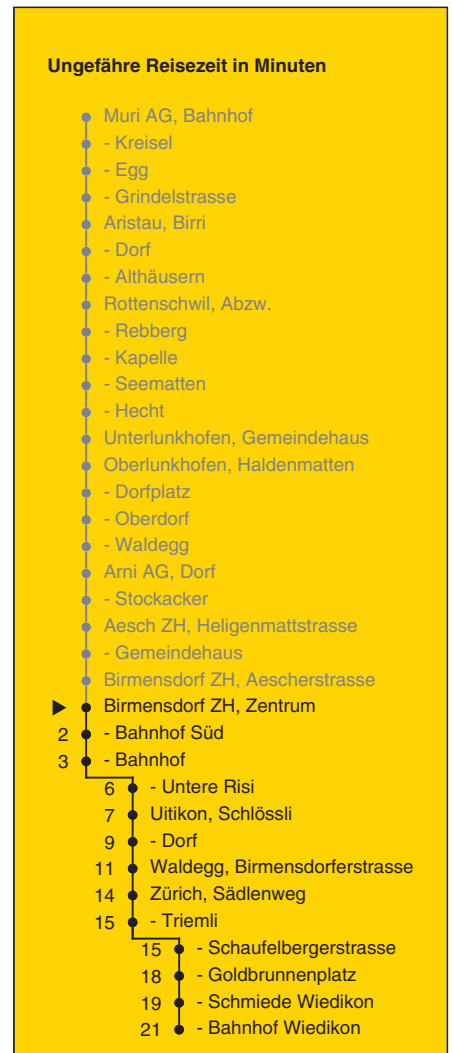 Ungefähre Reisezeit in Minuten
Muri AG, Bahnhof
- Kreisel
- Egg
- Grindelstrasse
Aristau, Birri
- Dorf
- Althäusern
Rottenschwil, Abzw.
- Rebberg
- Kapelle
- Seematten
- Hecht
Unterlunkhofen, Gemeindehaus
Oberlunkhofen, Haldenmatten
- Dorfplatz
- Oberdorf
- Waldegg
Arni AG, Dorf
- Stockacker
Aesch ZH, Heligenmattstrasse
- Gemeindehaus
Birmensdorf ZH, Aescherstrasse
Birmensdorf ZH, Zentrum
2 - Bahnhof Süd
3 - Bahnhof
6 - Untere Risi
7 Uitikon, Schlössli
9 - Dorf
11 Waldegg, Birmensdorferstrasse
14 Zürich, Sädlenweg
15 - Triemli
15 - Schaufelbergerstrasse
18 - Goldbrunnenplatz
19 - Schmiede Wiedikon
21 - Bahnhof Wiedikon